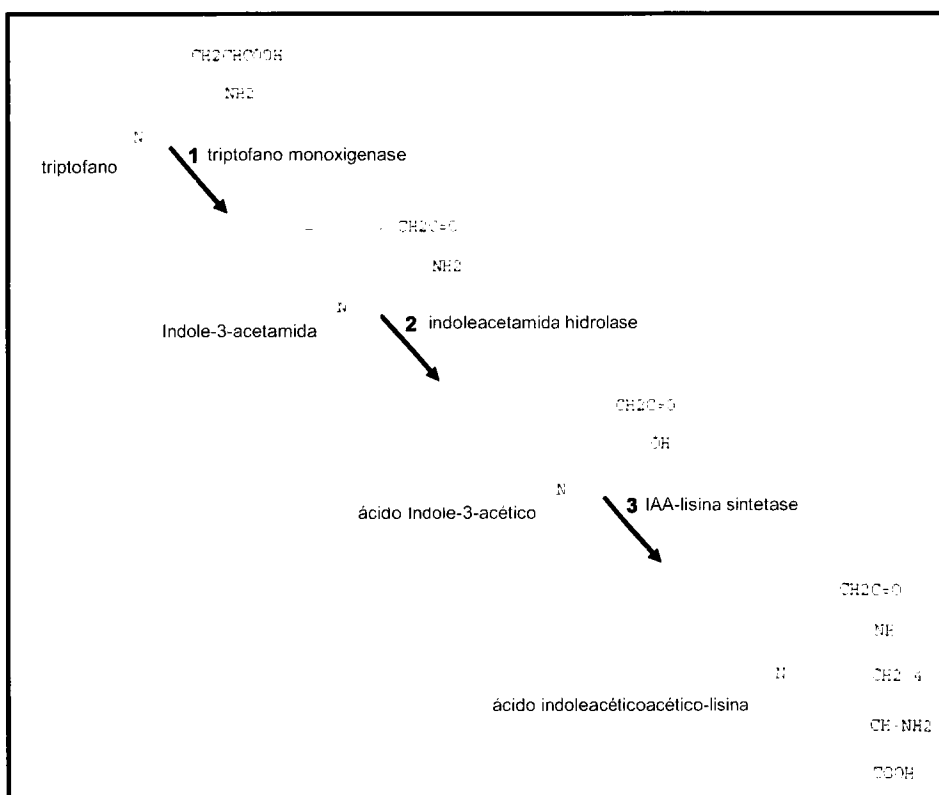 CH2CHCOOH
NH2
N
triptofano
1 triptofano monoxigenase
CH2C=O
NH2
N
Indole-3-acetamida
2 indoleacetamida hidrolase
CH2C=O
OH
N
ácido Indole-3-acético
3 IAA-lisina sintetase
CH2C=O
NH
N
CH2 4
ácido indoleacéticoacético-lisina
CH-NH2
COOH